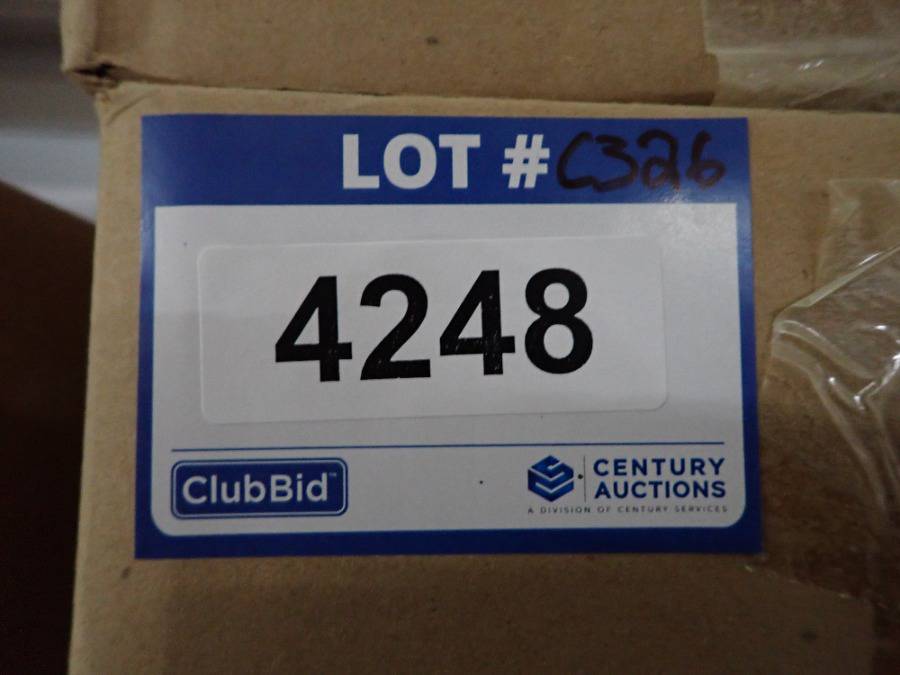 LOT # C326
4248
ClubBid™
CENTURY
AUCTIONS
A DIVISION OF CENTURY SERVICES